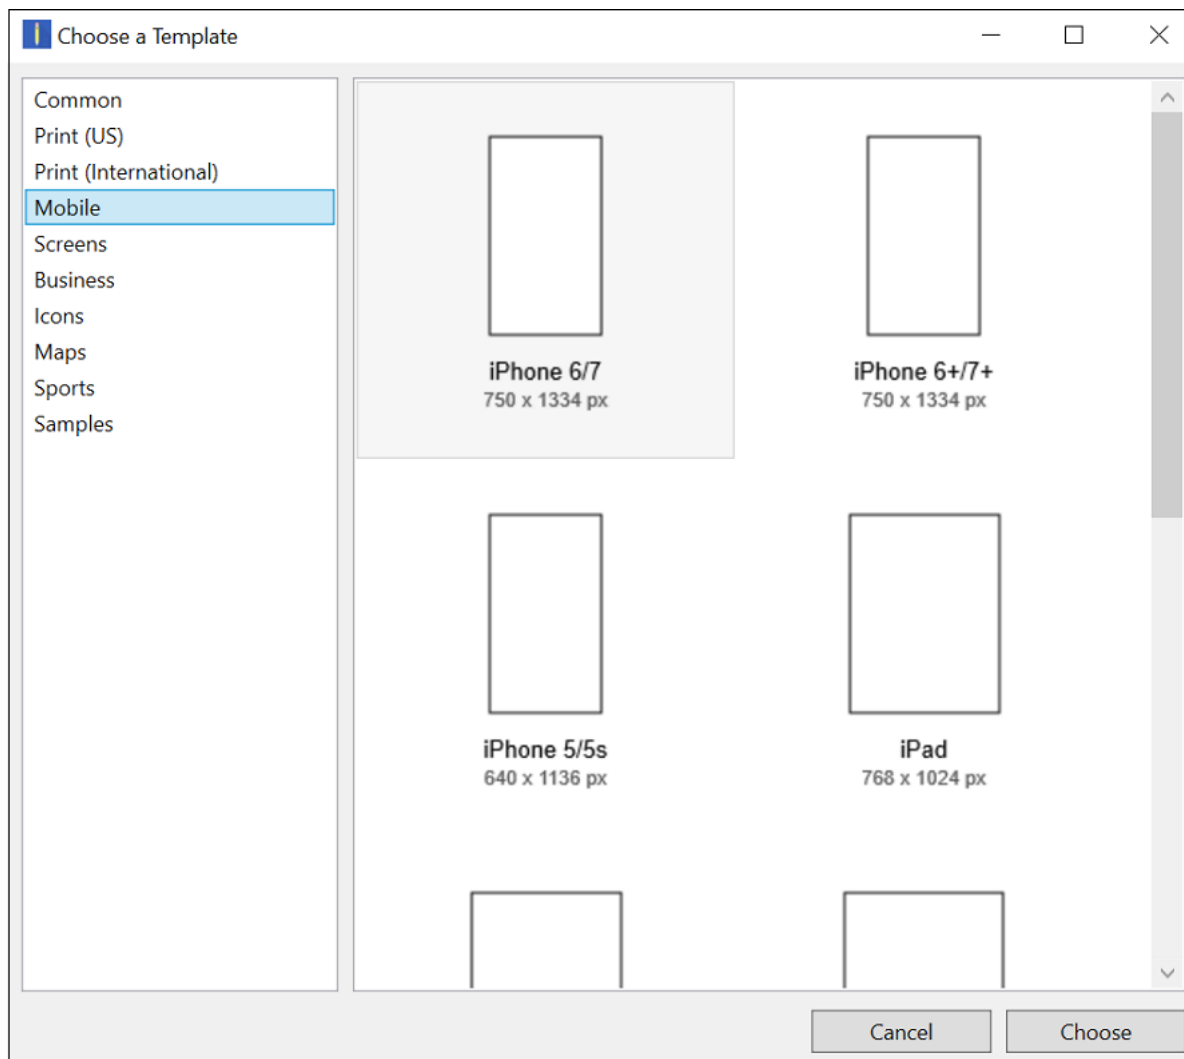 Choose a Template
Common
Print (US)
Print (International)
Mobile
Screens
Business
Icons
Maps
Sports
Samples
iPhone 6/7
750 x 1334 px
iPhone 6+/7+
750 x 1334 px
iPhone 5/5s
640 x 1136 px
iPad
768 x 1024 px
Cancel
Choose